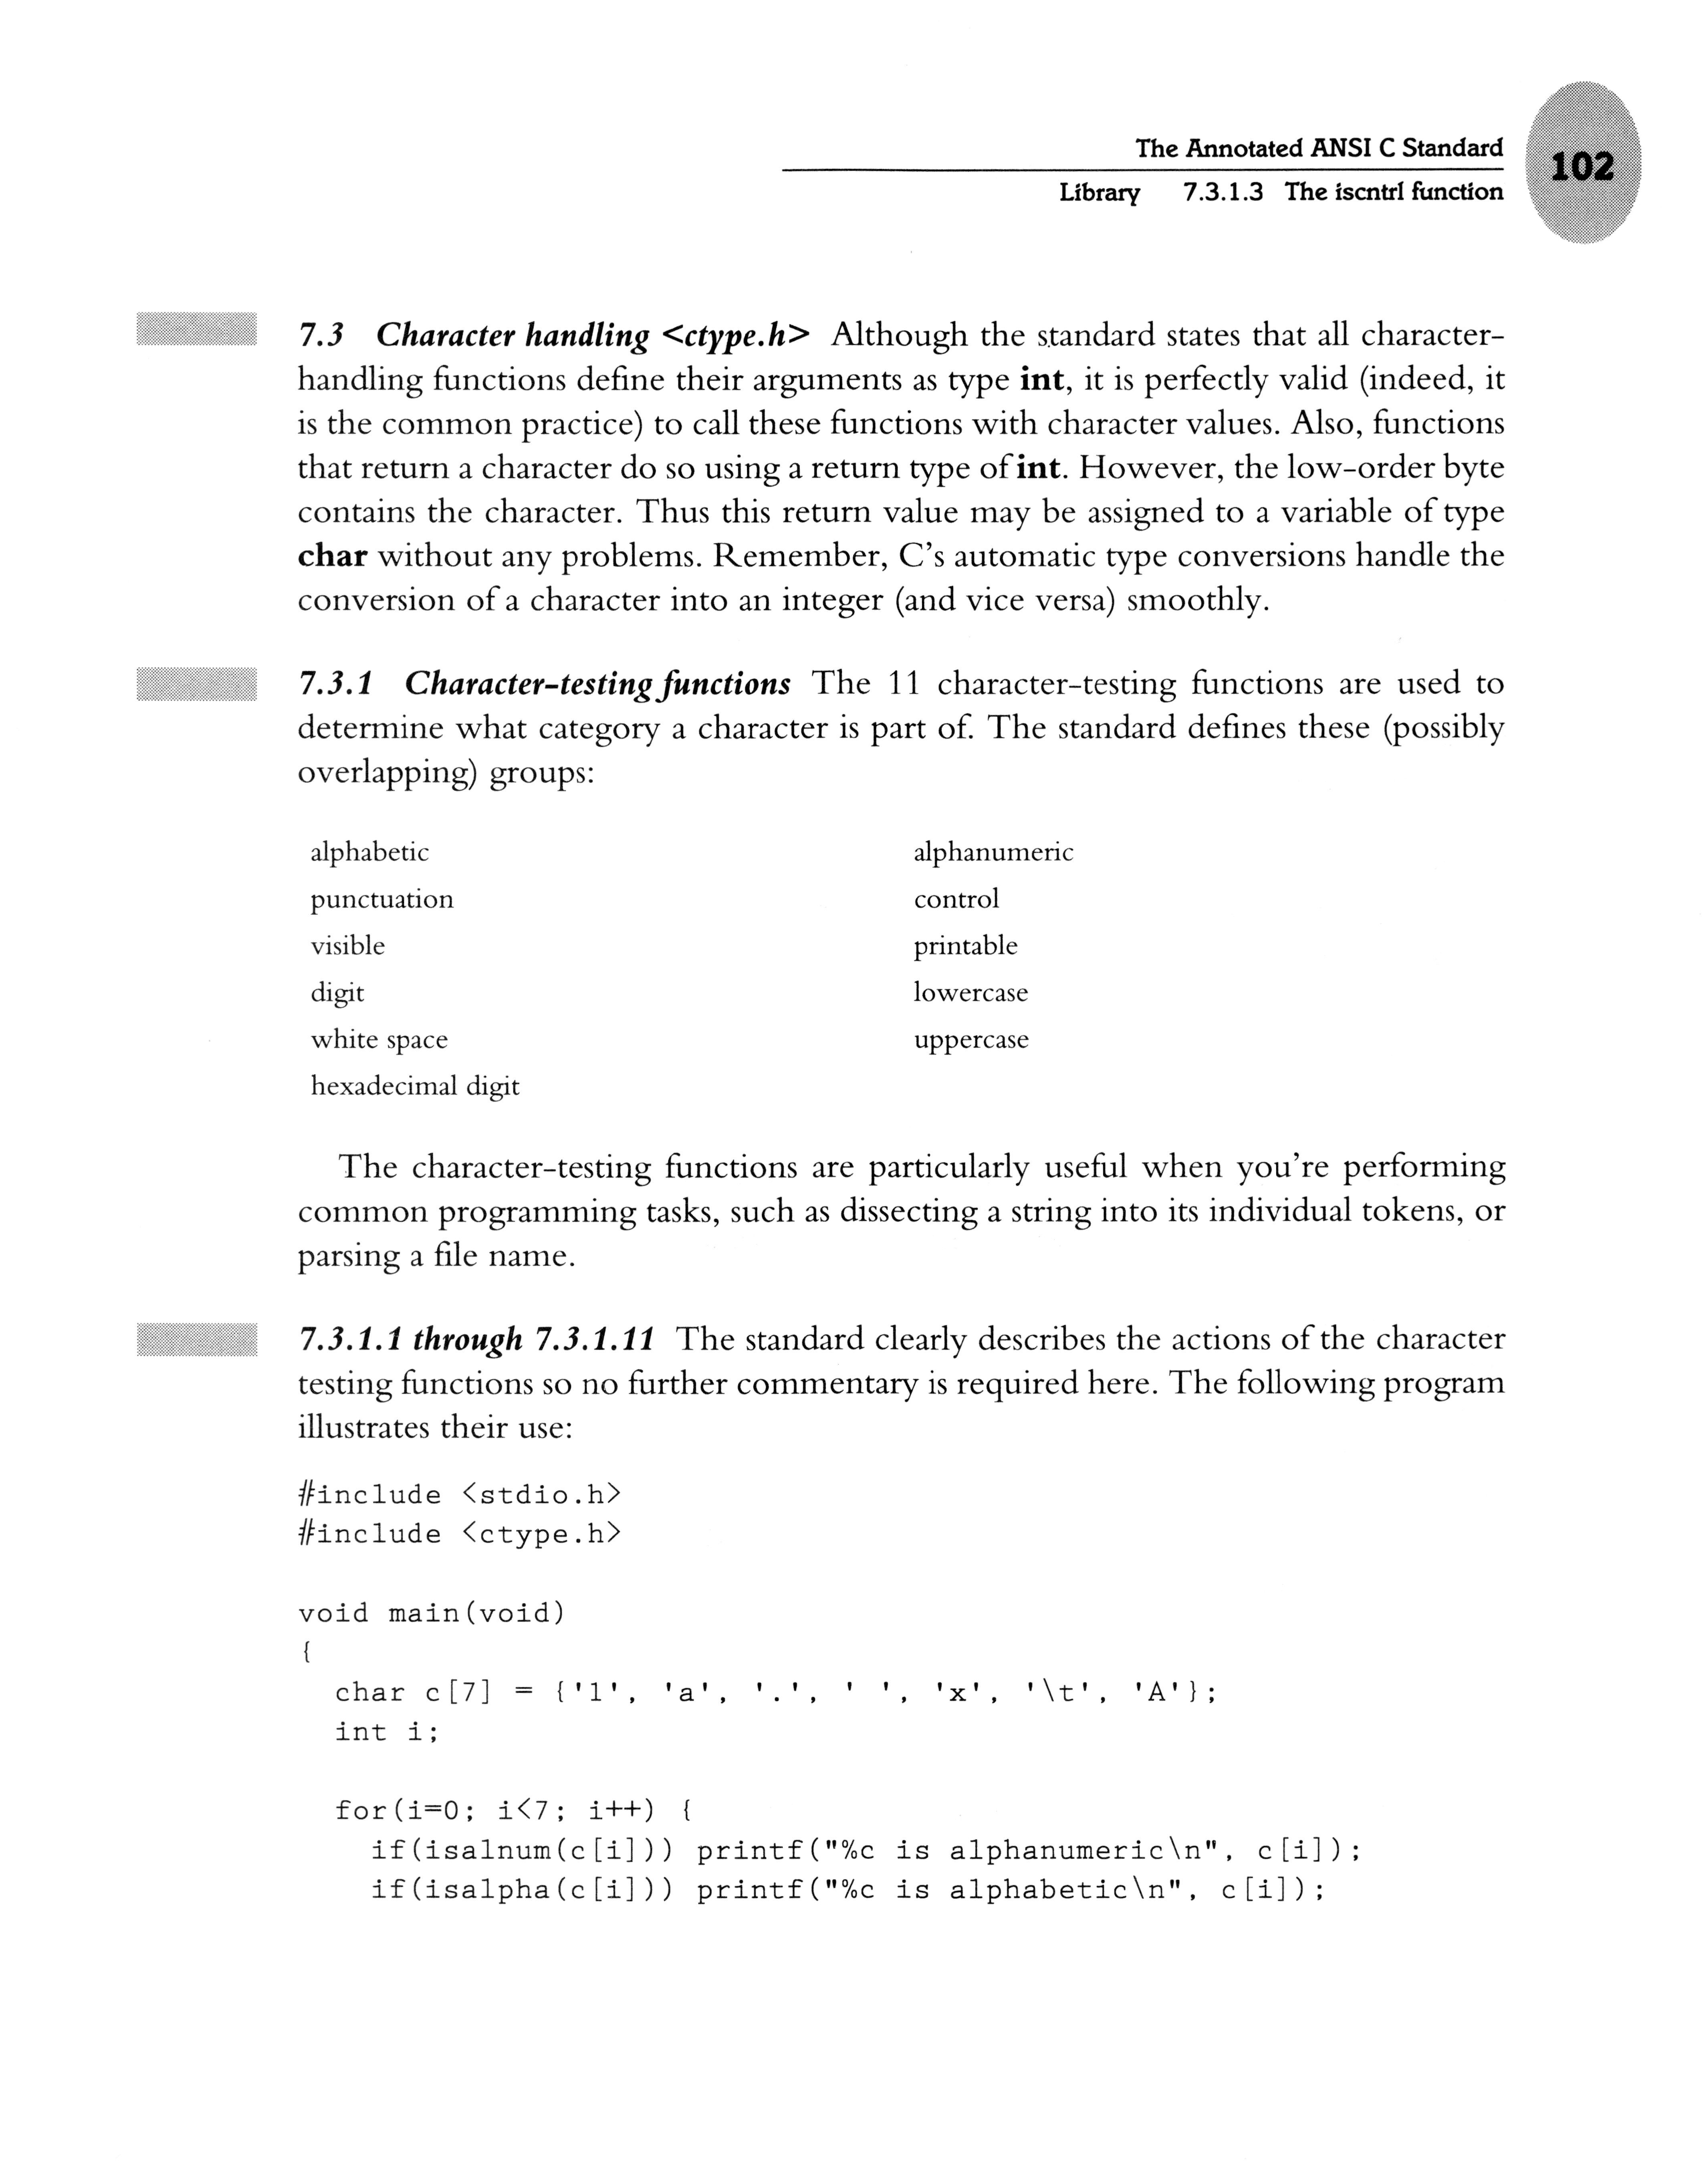 The Annotated ANSI C Standard
102
Library 7.3.1.3 The iscntrl function
7.3 Character handling <ctype.h> Although the standard states that all character-
handling functions define their arguments as type int, it is perfectly valid (indeed, it
is the common practice) to call these functions with character values. Also, functions
that return a character do so using a return type of int. However, the low-order byte
contains the character. Thus this return value may be assigned to a variable of type
char without any problems. Remember, C's automatic type conversions handle the
conversion of a character into an integer (and vice versa) smoothly.
7.3.1 Character-testing functions The 11 character-testing functions are used to
determine what category a character is part of. The standard defines these (possibly
overlapping) groups:
alphabetic alphanumeric
punctuation control
visible printable
digit lowercase
white space uppercase
hexadecimal digit
The character-testing functions are particularly useful when you're performing
common programming tasks, such as dissecting a string into its individual tokens, or
parsing a file name.
7.3.1.1 through 7.3.1.11 The standard clearly describes the actions of the character
testing functions so no further commentary is required here. The following program
illustrates their use:
#include <stdio.h>
#include <ctype.h>
void main(void)
{
char c[7] = {'1', 'a', '.', ' ', 'x', '\t', 'A'};
int i;
for(i=0; i<7; i++) {
if(isalnum(c[i])) printf("%c is alphanumeric\n", c[i]);
if(isalpha(c[i])) printf("%c is alphabetic\n", c[i]);